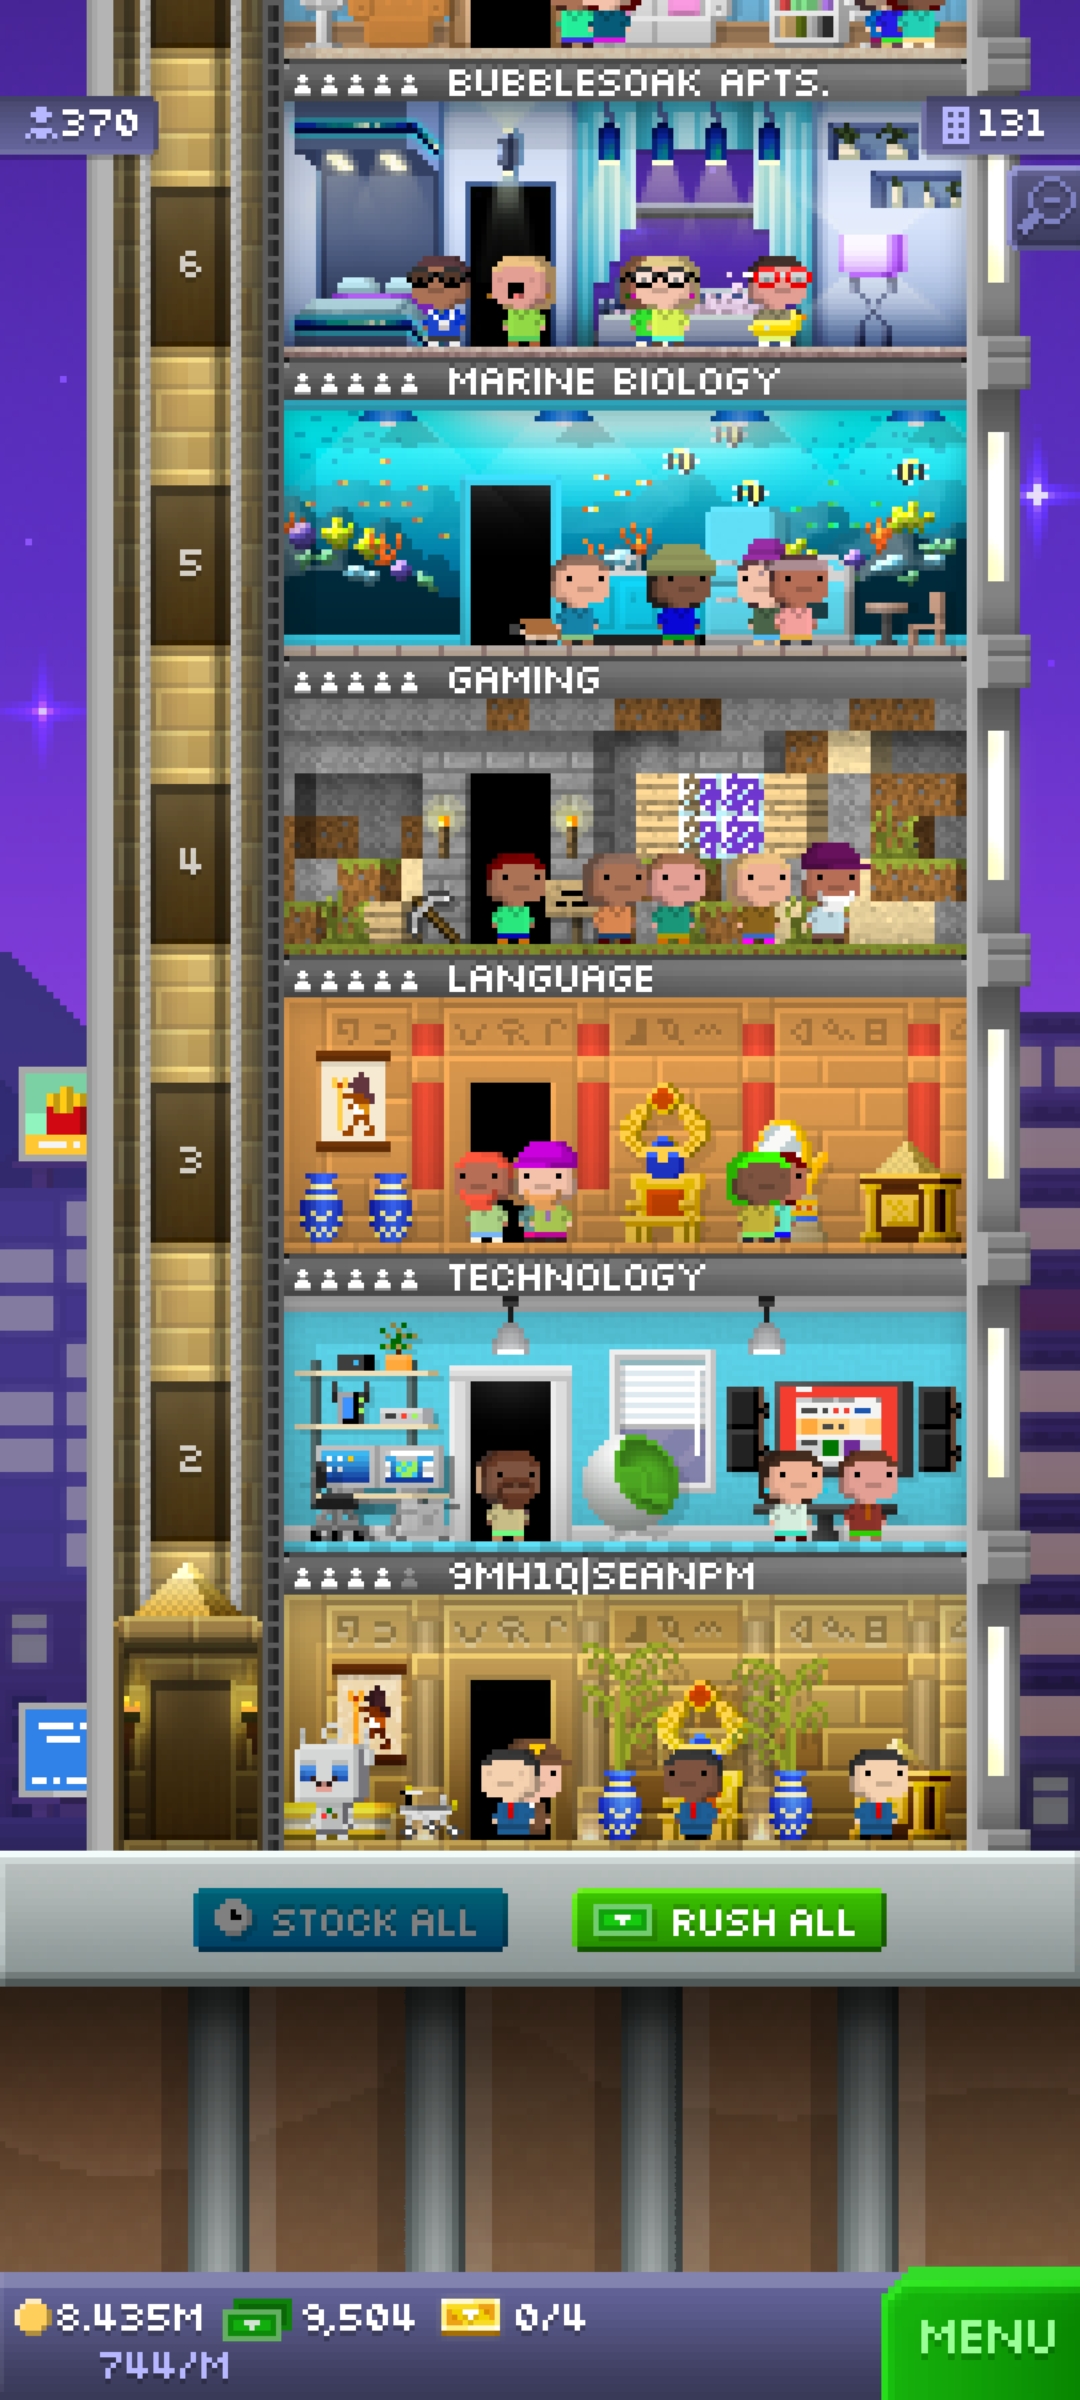 BUBBLESOAK APTS.
370
131
6
MARINE BIOLOGY
5
GAMING
4
LANGUAGE
3
TECHNOLOGY
2
9MH1Q|SEANPM
STOCK ALL
RUSH ALL
8.435M
9,504
0/4
744/M
MENU